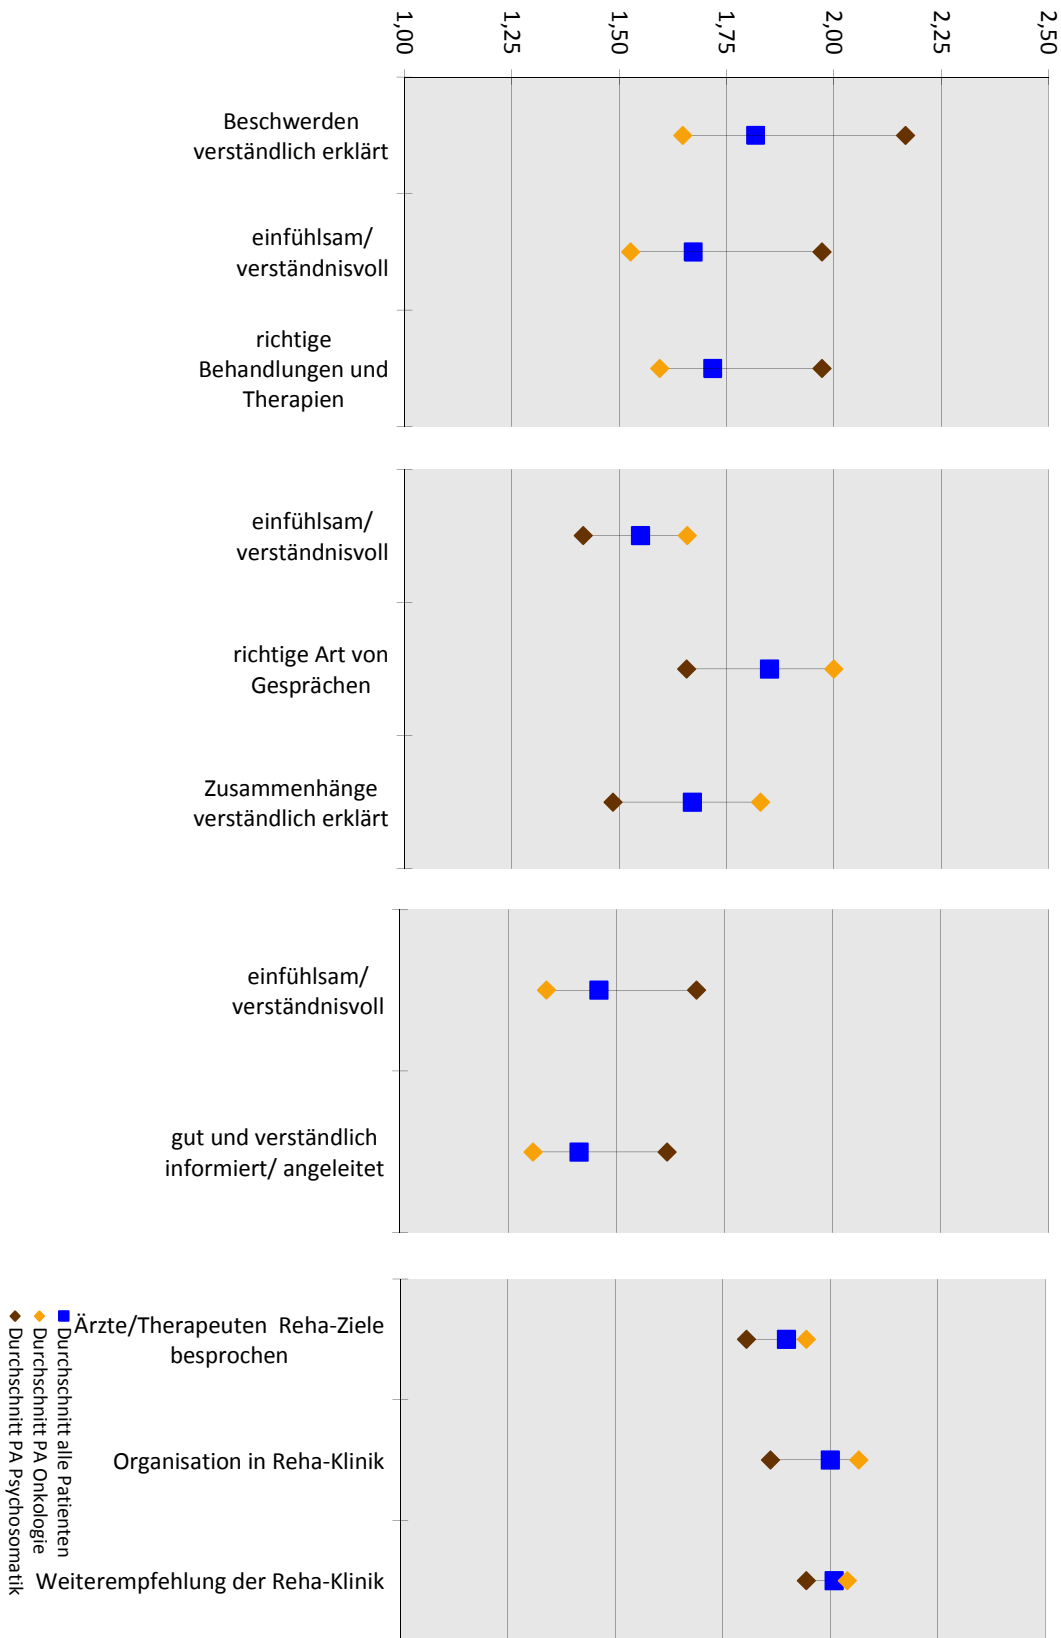 1,00
1,25
1,50
1,75
2,00
2,25
2,50
Beschwerden
verständlich erklärt
einfühlsam/
verständnisvoll
richtige
Behandlungen und
Therapien
einfühlsam/
verständnisvoll
richtige Art von
Gesprächen
Zusammenhänge
verständlich erklärt
einfühlsam/
verständnisvoll
gut und verständlich
informiert/ angeleitet
Ärzte/Therapeuten Reha-Ziele
besprochen
Organisation in Reha-Klinik
Weiterempfehlung der Reha-Klinik
Durchschnitt alle Patienten
Durchschnitt PA Onkologie
Durchschnitt PA Psychosomatik